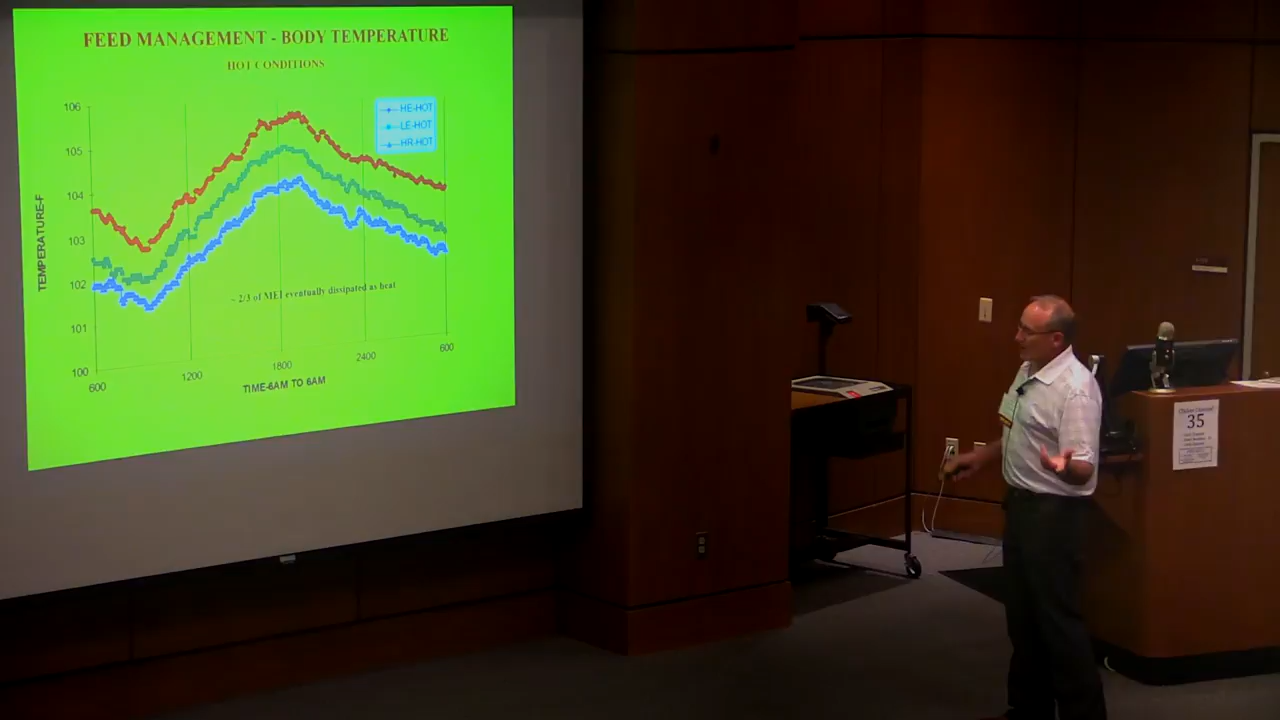 FEED MANAGEMENT - BODY TEMPERATURE
HOT CONDITIONS
106
105
104
103
102
101
100
TEMPERATURE-F
HE-HOT
LE-HOT
HR-HOT
~ 2/3 of MEI eventually dissipated as heat
600
1200
1800
2400
600
TIME-6AM TO 6AM
35